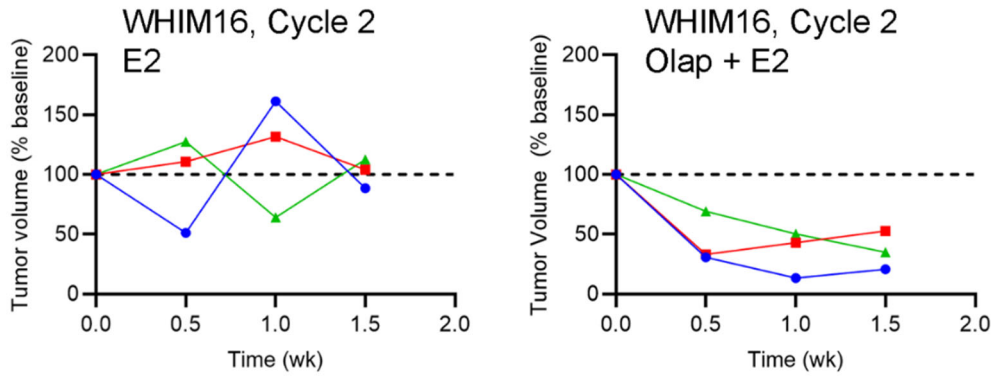 WHIM16, Cycle 2
E2
Tumor volume (% baseline)
200
150
100
50
0
0.0 0.5 1.0 1.5 2.0
Time (wk)
WHIM16, Cycle 2
Olap + E2
Tumor Volume (% baseline)
200
150
100
50
0
0.0 0.5 1.0 1.5 2.0
Time (wk)